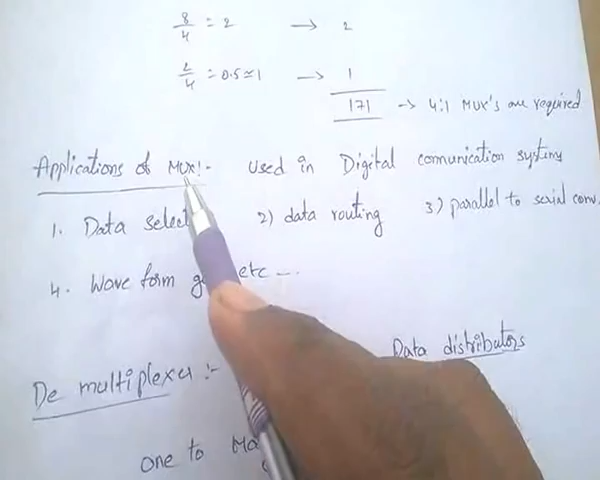 8/4 = 2 → 2
2/4 = 0.5 ≃ 1 → 1
171 → 4:1 MUX's are required
Applications of MUX:- Used in Digital communication systims
1. Data select 2) data routing 3) parallel to serial conv.
4. Wave form g etc ---
Data distributors
De multiplexer :-
one to Ma